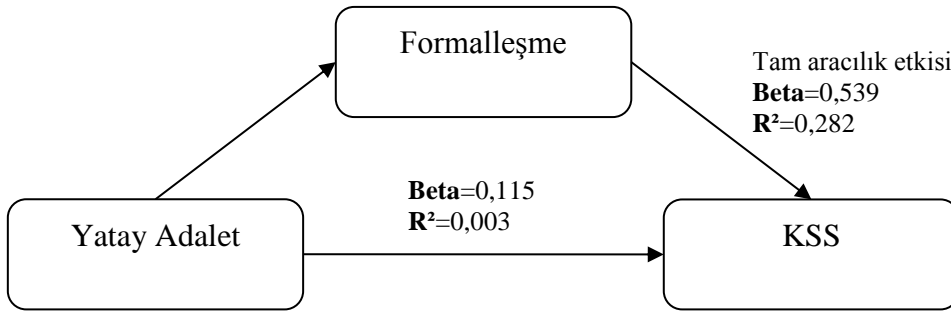 Formalleşme
Tam aracılık etkisi
Beta=0,539
R²=0,282
Beta=0,115
R²=0,003
Yatay Adalet
KSS